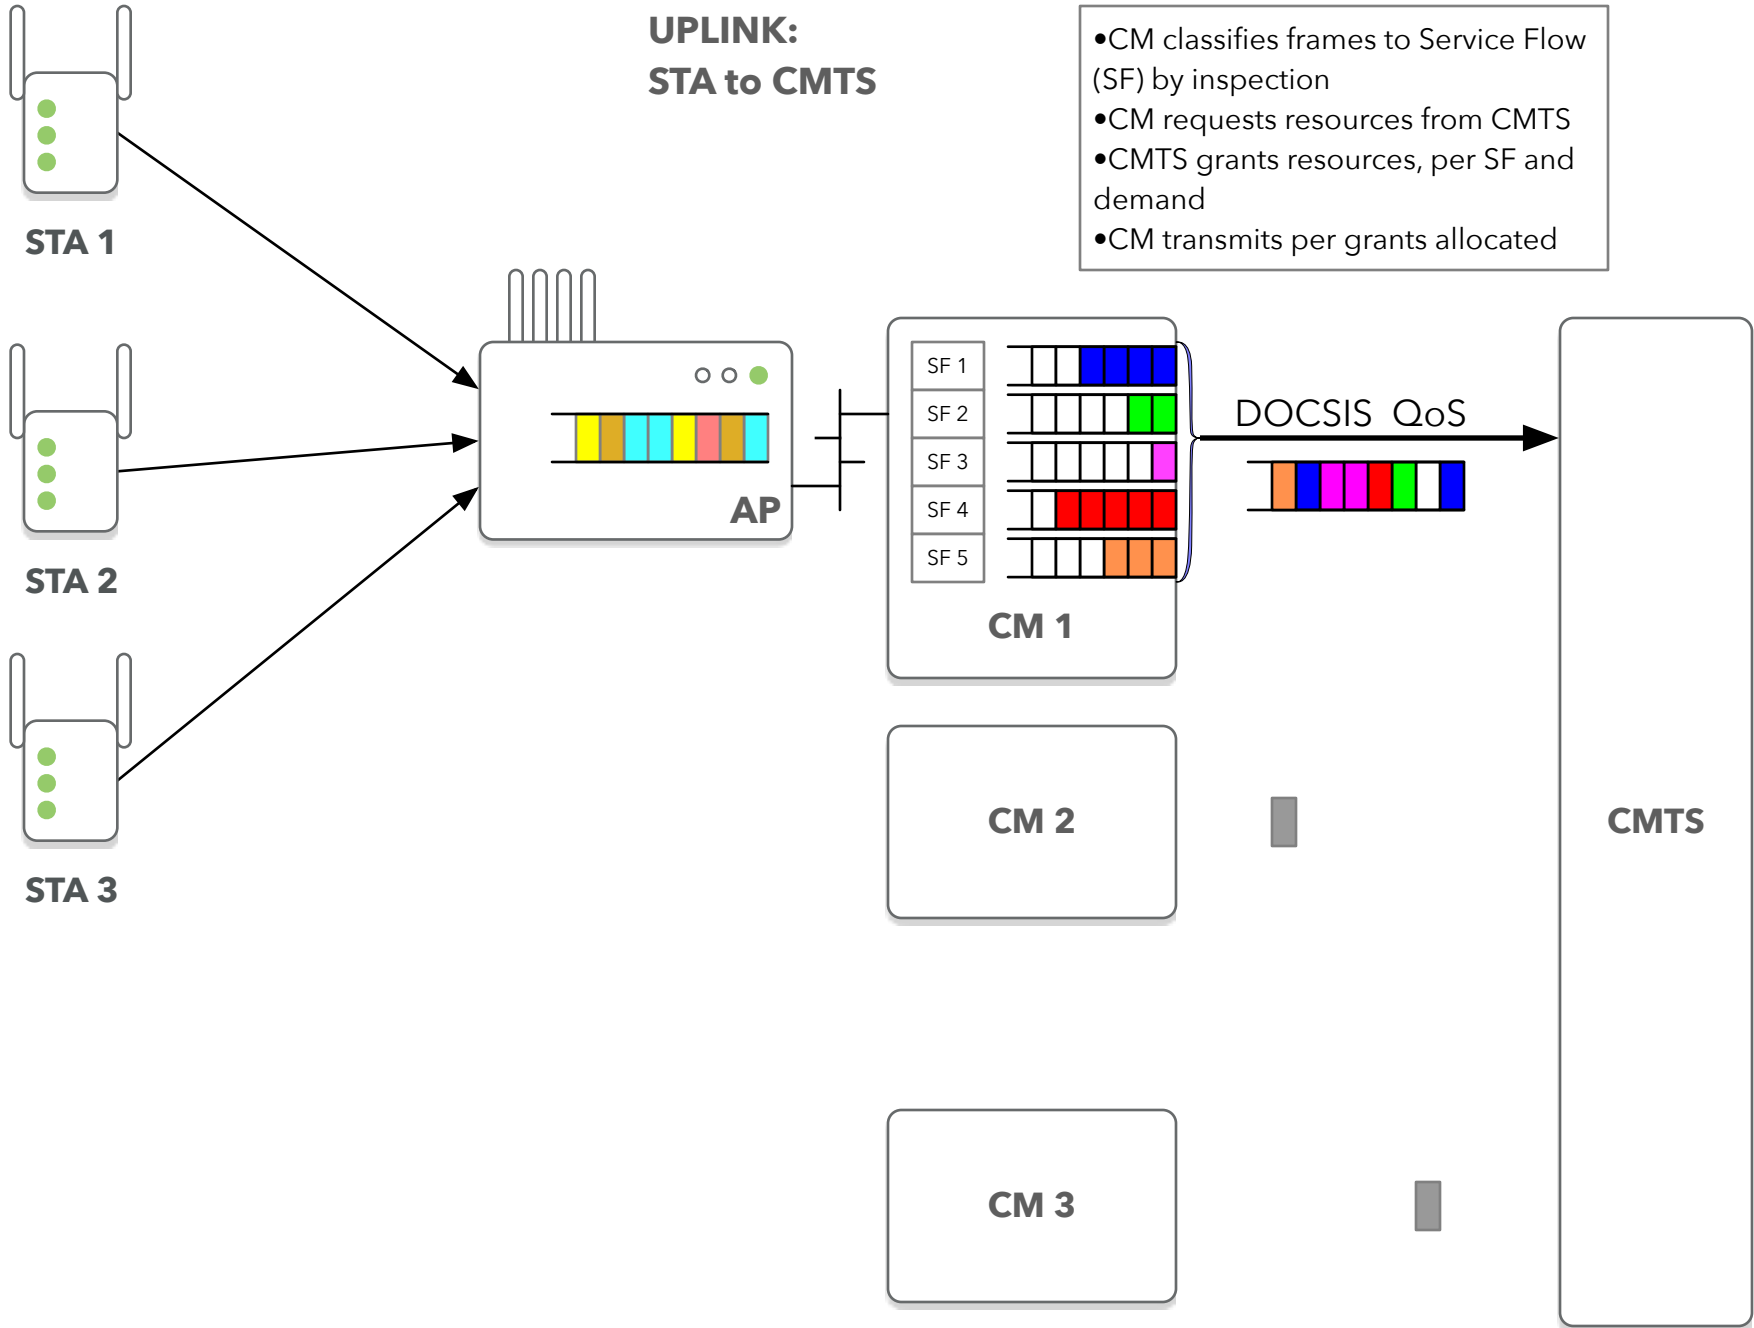 UPLINK:
STA to CMTS
•CM classifies frames to Service Flow
(SF) by inspection
•CM requests resources from CMTS
•CMTS grants resources, per SF and
demand
•CM transmits per grants allocated
STA 1
STA 2
STA 3
AP
SF 1
SF 2
SF 3
SF 4
SF 5
CM 1
DOCSIS QoS
CM 2
CMTS
CM 3